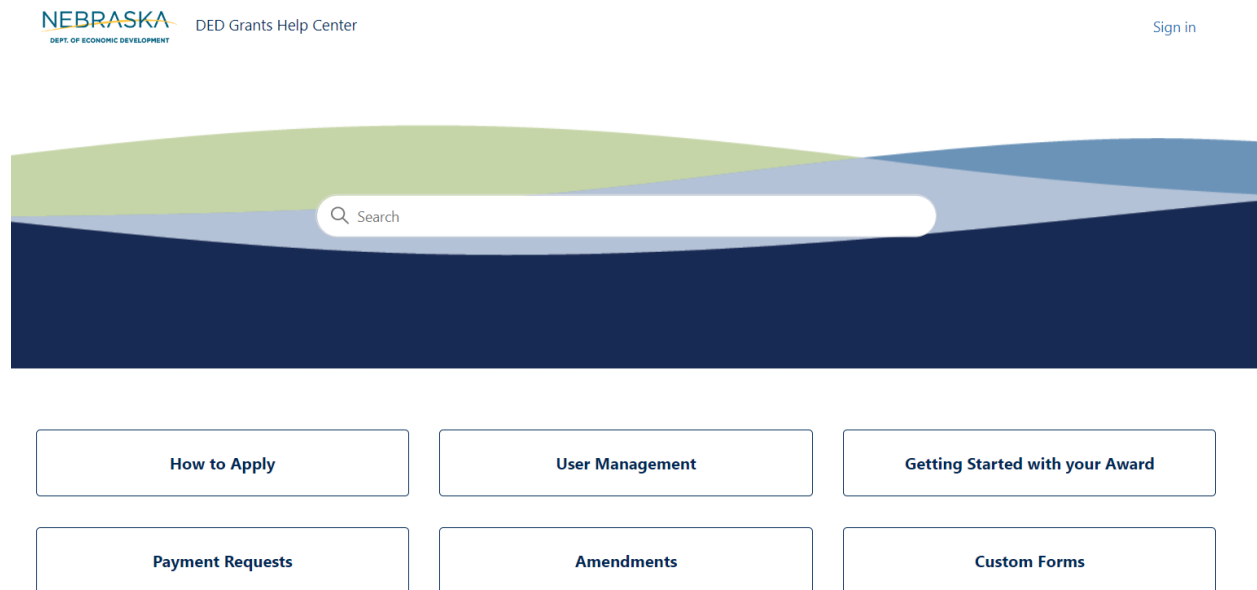 NEBRASKA
DEPT. OF ECONOMIC DEVELOPMENT
DED Grants Help Center
Sign in
Search
How to Apply
User Management
Getting Started with your Award
Payment Requests
Amendments
Custom Forms